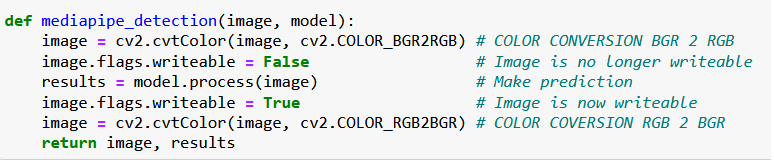 def mediapipe_detection(image, model):
    image = cv2.cvtColor(image, cv2.COLOR_BGR2RGB) # COLOR CONVERSION BGR 2 RGB
    image.flags.writeable = False                  # Image is no longer writeable
    results = model.process(image)                 # Make prediction
    image.flags.writeable = True                   # Image is now writeable
    image = cv2.cvtColor(image, cv2.COLOR_RGB2BGR) # COLOR COVERSION RGB 2 BGR
    return image, results